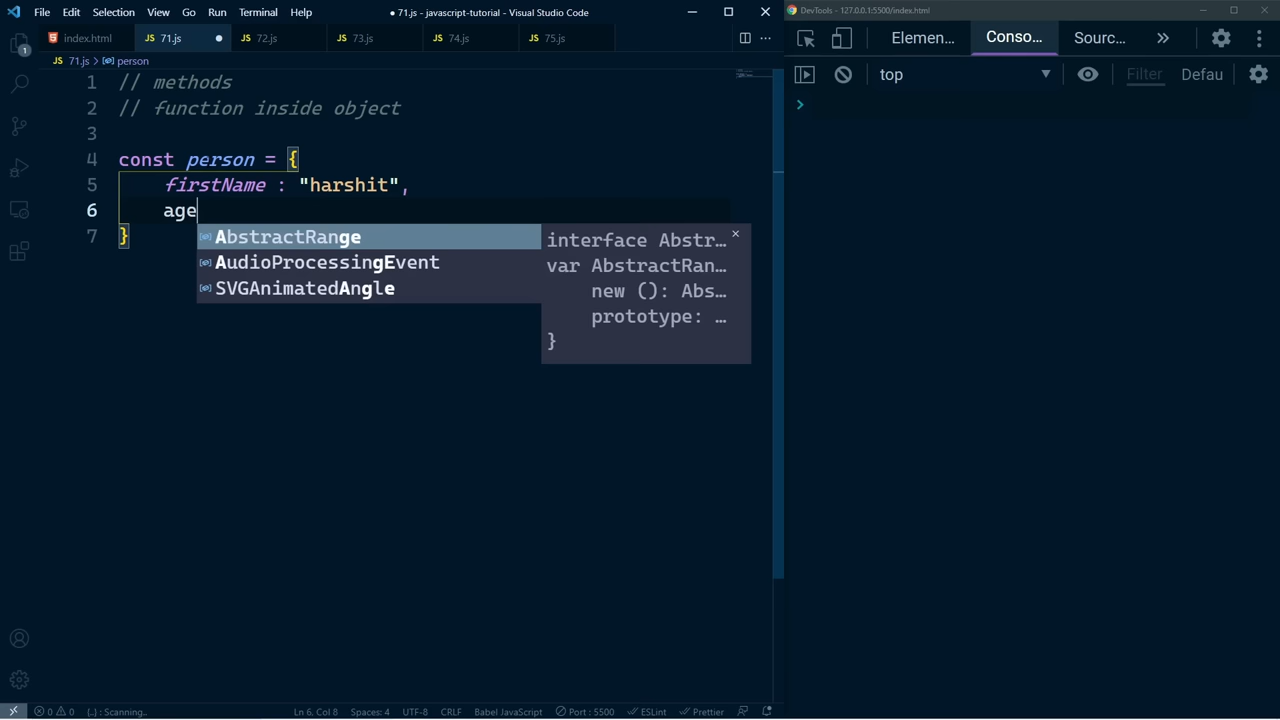 File Edit Selection View Go Run Terminal Help
● 71.js - javascript-tutorial - Visual Studio Code
index.html JS 71.js ● JS 72.js JS 73.js JS 74.js JS 75.js
JS 71.js > person
1 // methods
2 // function inside object
3
4 const person = {
5 firstName : "harshit",
6 age
7 }
AbstractRange
AudioProcessingEvent
SVGAnimatedAngle
interface Abstr…
var AbstractRan…
new (): Abs…
prototype: …
}
1
0 0 {..} : Scanning.. Ln 6, Col 8 Spaces: 4 UTF-8 CRLF Babel JavaScript Port : 5500 ESLint Prettier
DevTools - 127.0.0.1:5500/index.html
Elemen… Conso… Sourc… »
top Filter Defau
>